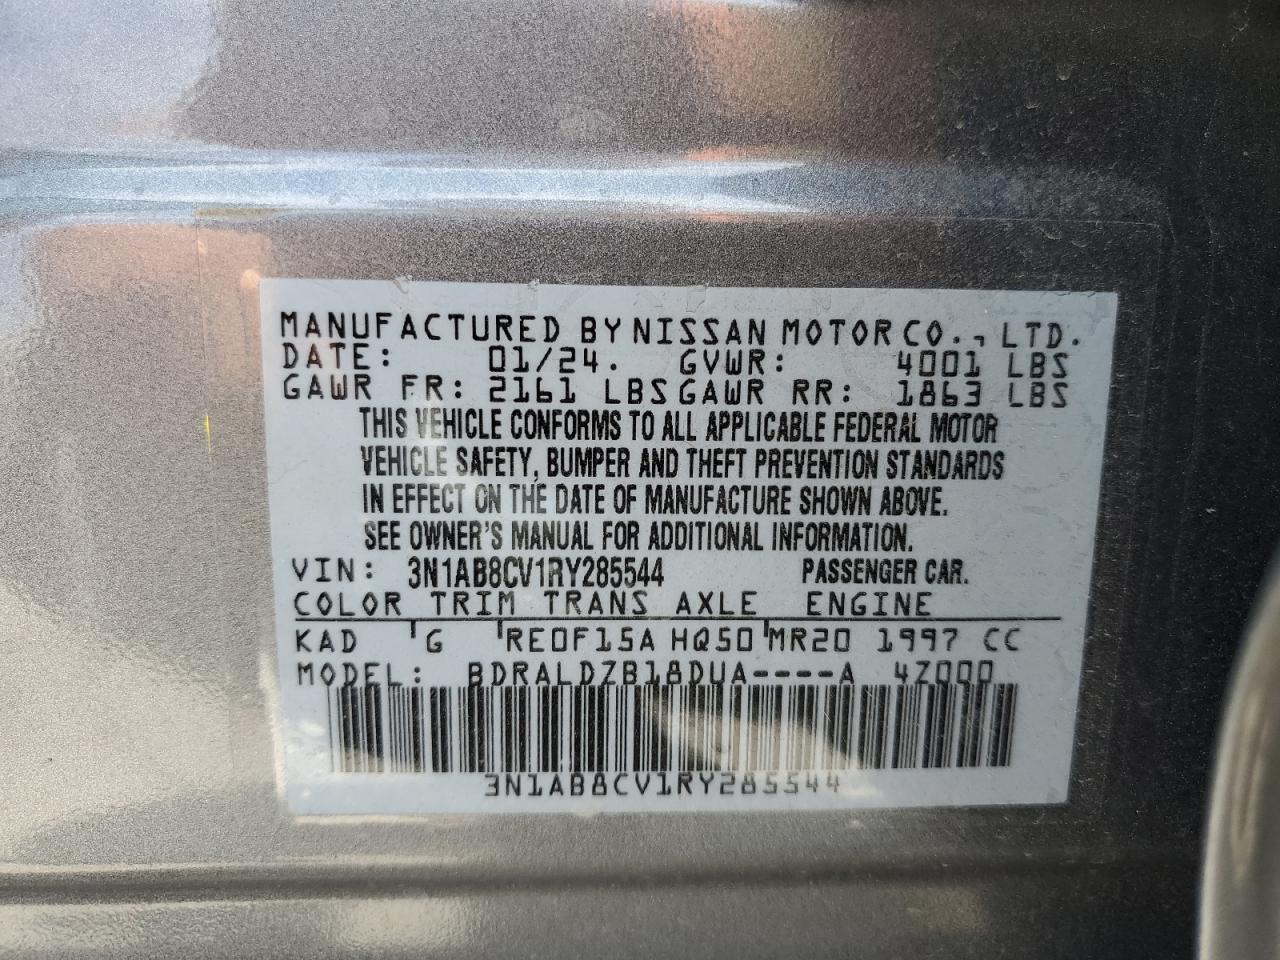 MANUFACTURED BY NISSAN MOTOR CO., LTD.
DATE: 01/24. GVWR: 4001 LBS
GAWR FR: 2161 LBS GAWR RR: 1863 LBS
THIS VEHICLE CONFORMS TO ALL APPLICABLE FEDERAL MOTOR
VEHICLE SAFETY, BUMPER AND THEFT PREVENTION STANDARDS
IN EFFECT ON THE DATE OF MANUFACTURE SHOWN ABOVE.
SEE OWNER'S MANUAL FOR ADDITIONAL INFORMATION.
VIN: 3N1AB8CV1RY285544 PASSENGER CAR.
COLOR TRIM TRANS AXLE ENGINE
KAD G RE0F15A HQ50 MR20 1997 CC
MODEL: BDRALDZB18DUA----A 4Z000
3N1AB8CV1RY285544